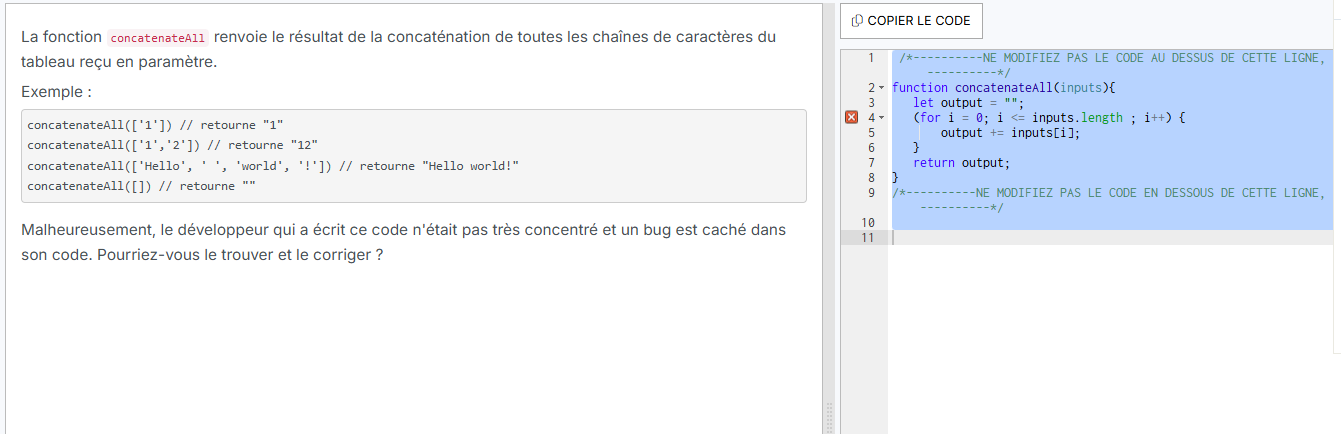 La fonction concatenateAll renvoie le résultat de la concaténation de toutes les chaînes de caractères du
tableau reçu en paramètre.
Exemple :
concatenateAll(['1']) // retourne "1"
concatenateAll(['1','2']) // retourne "12"
concatenateAll(['Hello', ' ', 'world', '!']) // retourne "Hello world!"
concatenateAll([]) // retourne ""
Malheureusement, le développeur qui a écrit ce code n'était pas très concentré et un bug est caché dans
son code. Pourriez-vous le trouver et le corriger ?
COPIER LE CODE
1 /*----------NE MODIFIEZ PAS LE CODE AU DESSUS DE CETTE LIGNE,
----------*/
2 function concatenateAll(inputs){
3 let output = "";
4 (for i = 0; i <= inputs.length ; i++) {
5 output += inputs[i];
6 }
7 return output;
8 }
9 /*----------NE MODIFIEZ PAS LE CODE EN DESSOUS DE CETTE LIGNE,
----------*/
10
11